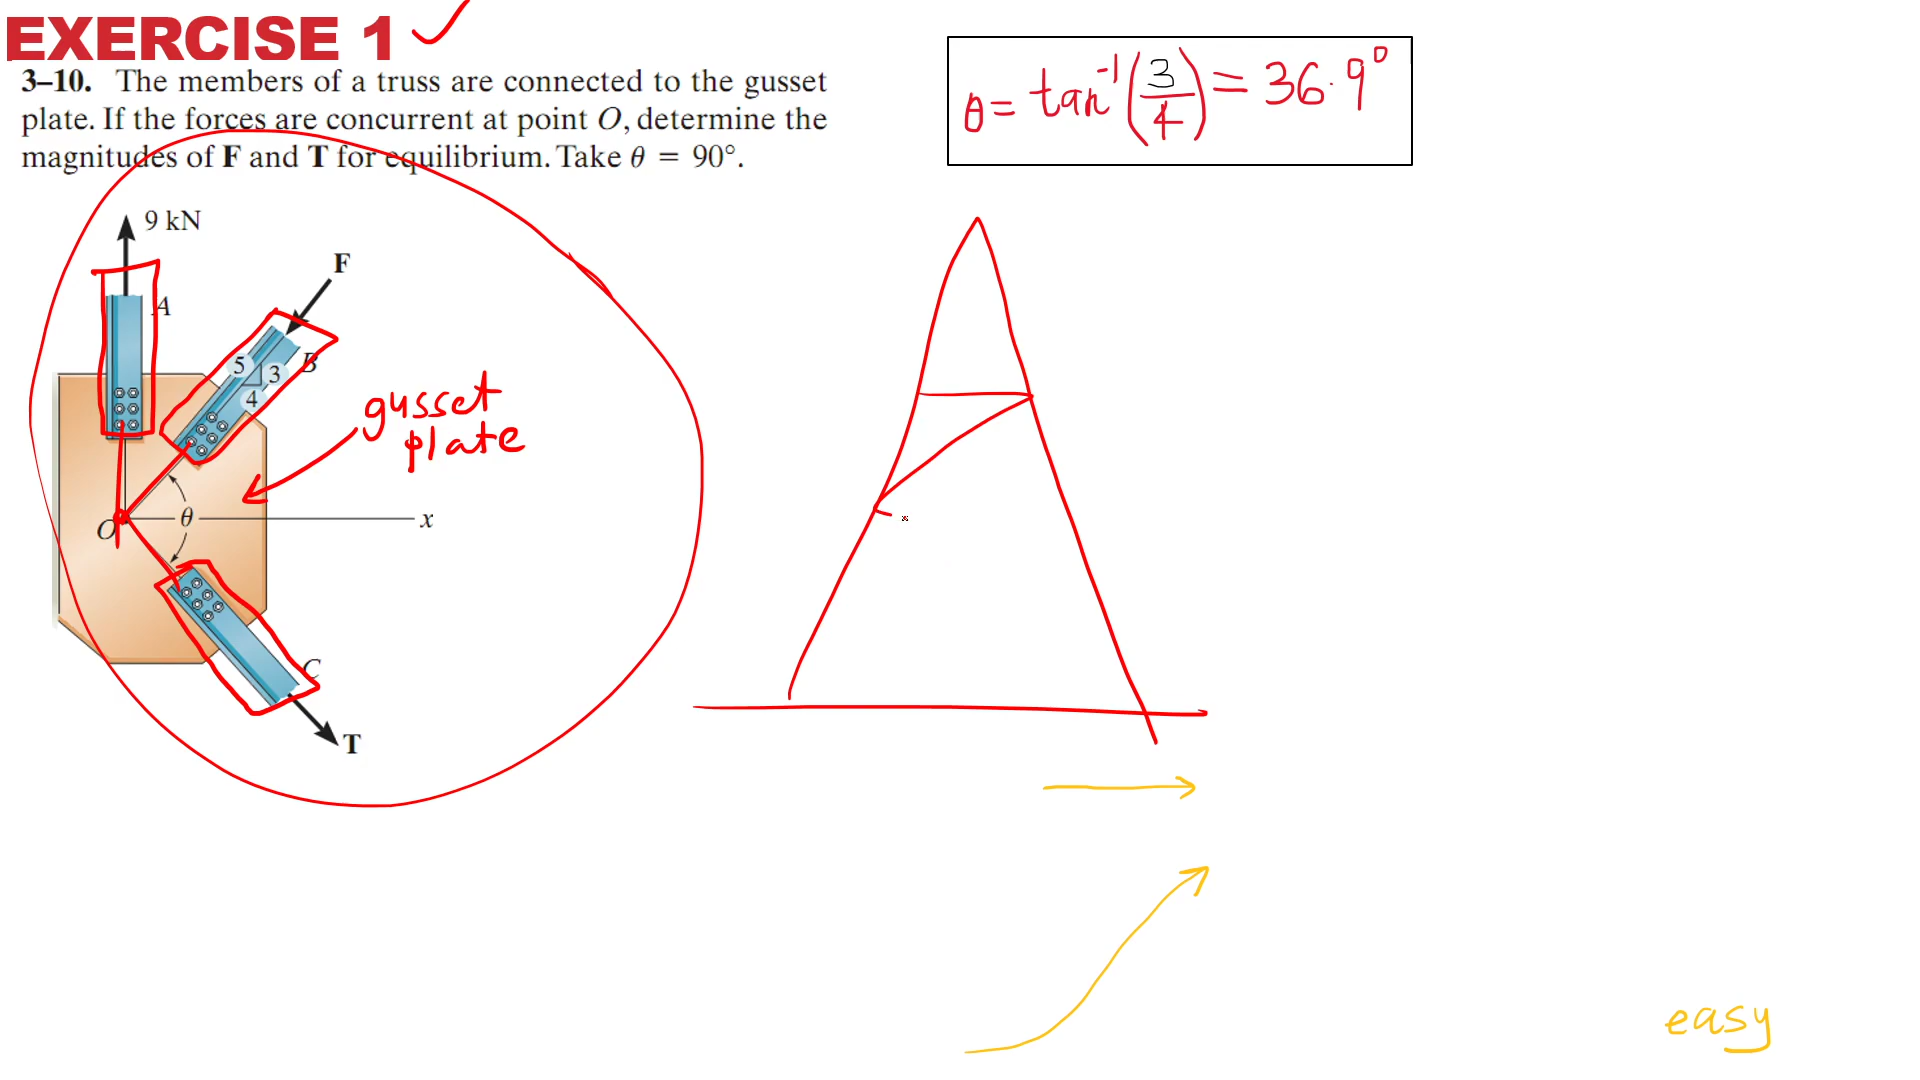 EXERCISE 1
3–10. The members of a truss are connected to the gusset
plate. If the forces are concurrent at point O, determine the
magnitudes of F and T for equilibrium. Take θ = 90°.
θ = tan⁻¹(3/4) = 36.9°
9 kN
F
A
B
5
3
4
gusset
plate
O
θ
x
C
T
easy